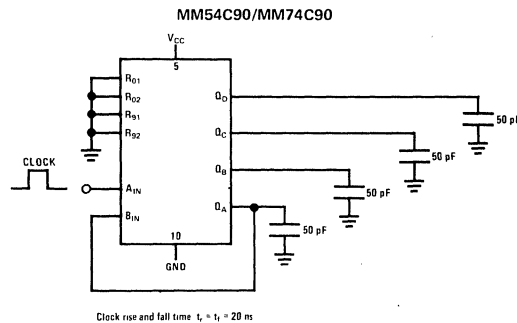 MM54C90/MM74C90
VCC
5
R01
R02
R91
R92
QD
50 pF
QC
50 pF
QB
50 pF
QA
50 pF
CLOCK
AIN
BIN
10
GND
Clock rise and fall time tr = tf = 20 ns